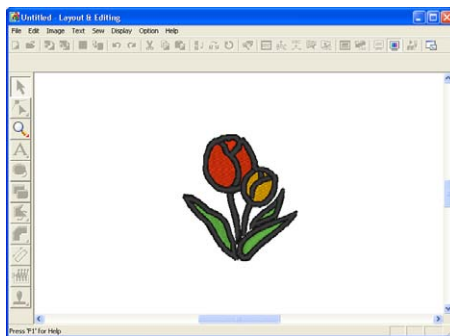 Untitled - Layout & Editing
File Edit Image Text Sew Display Option Help
A
Press 'F1' for Help